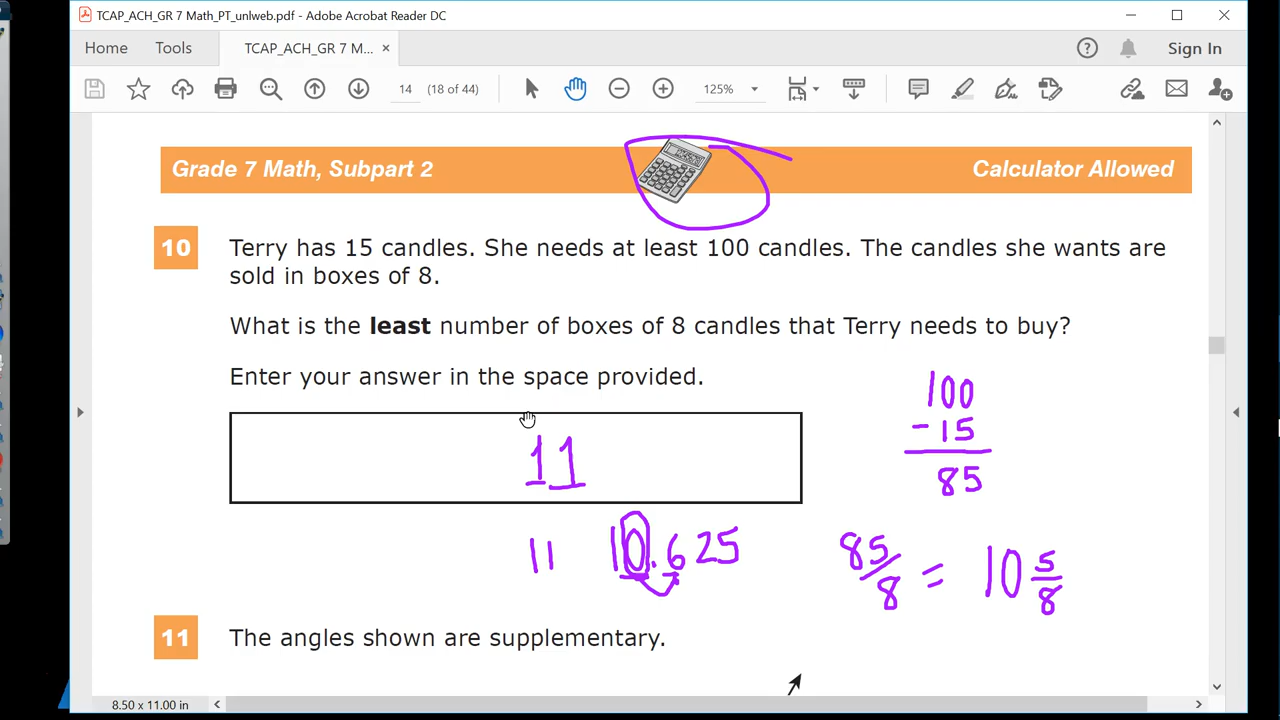 TCAP_ACH_GR 7 Math_PT_unlweb.pdf - Adobe Acrobat Reader DC
Home Tools TCAP_ACH_GR 7 M... × Sign In
14 (18 of 44) 125%
Grade 7 Math, Subpart 2 Calculator Allowed
10 Terry has 15 candles. She needs at least 100 candles. The candles she wants are
sold in boxes of 8.
What is the least number of boxes of 8 candles that Terry needs to buy?
Enter your answer in the space provided.
100
- 15
85
11
11 10.625
85/8 = 10 5/8
11 The angles shown are supplementary.
8.50 x 11.00 in